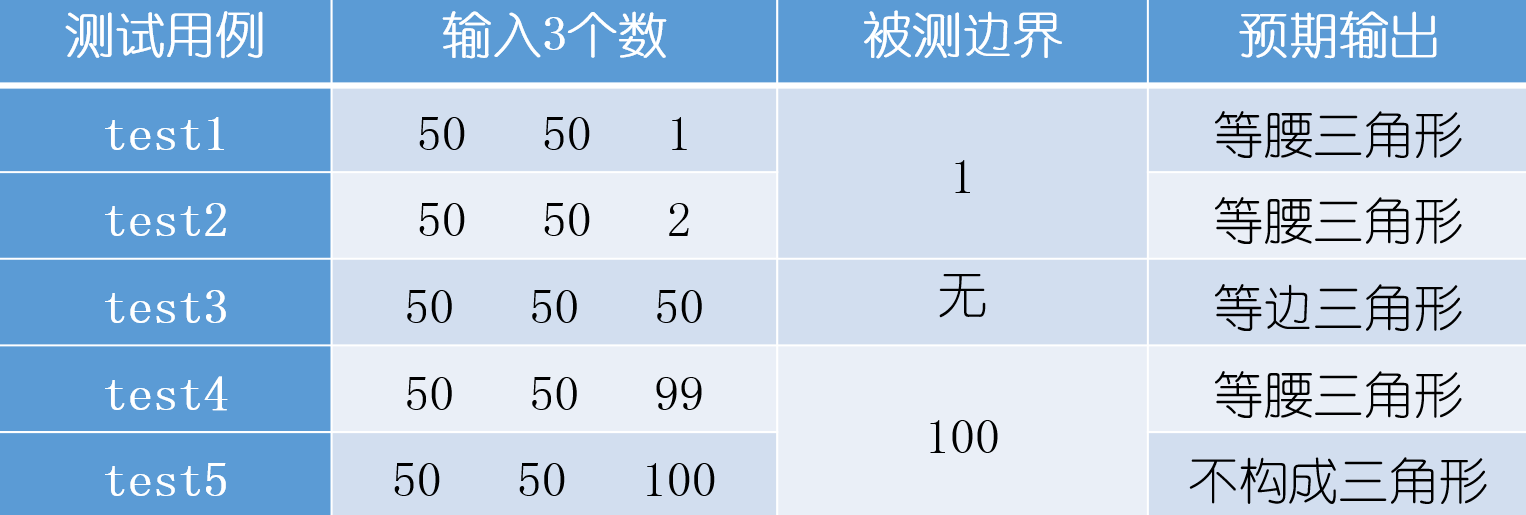 测试用例 输入3个数 被测边界 预期输出
test1 50 50 1 1 等腰三角形
test2 50 50 2 等腰三角形
test3 50 50 50 无 等边三角形
test4 50 50 99 100 等腰三角形
test5 50 50 100 不构成三角形